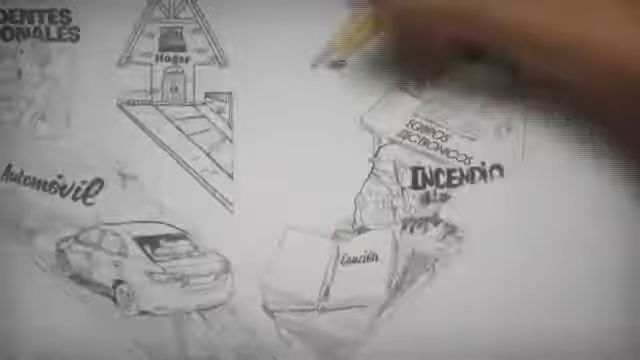 DENTES
ONALES
Hogar
EQUIPOS
ELECTRÓNICOS
Automóvil
INCENDIO
Caución